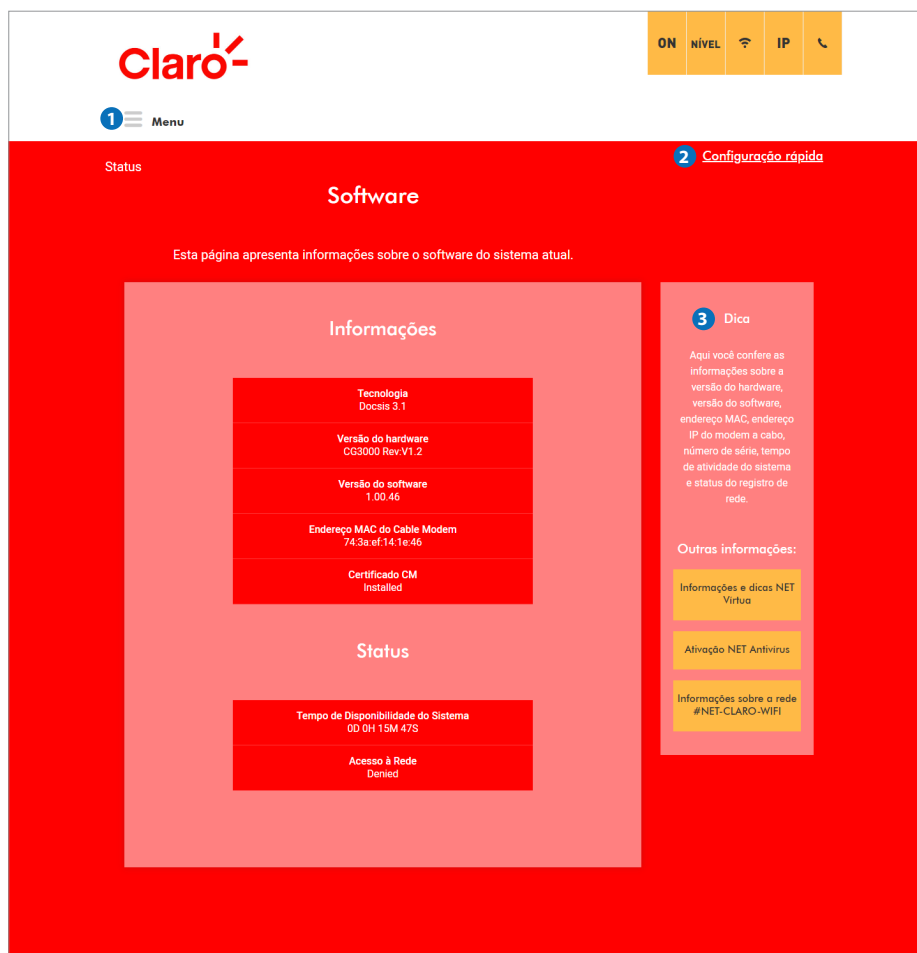 Claro
ON NÍVEL IP
1 Menu
Status
2 Configuração rápida
Software
Esta página apresenta informações sobre o software do sistema atual.
Informações
Tecnologia
Docsis 3.1
Versão do hardware
CG3000 Rev:V1.2
Versão do software
1.00.46
Endereço MAC do Cable Modem
74:3a:ef:14:1e:46
Certificado CM
Installed
Status
Tempo de Disponibilidade do Sistema
0D 0H 15M 47S
Acesso à Rede
Denied
3 Dica
Aqui você confere as
informações sobre a
versão do hardware,
versão do software,
endereço MAC, endereço
IP do modem a cabo,
número de série, tempo
de atividade do sistema
e status do registro de
rede.
Outras informações:
Informações e dicas NET
Virtua
Ativação NET Antivirus
Informações sobre a rede
#NET-CLARO-WIFI